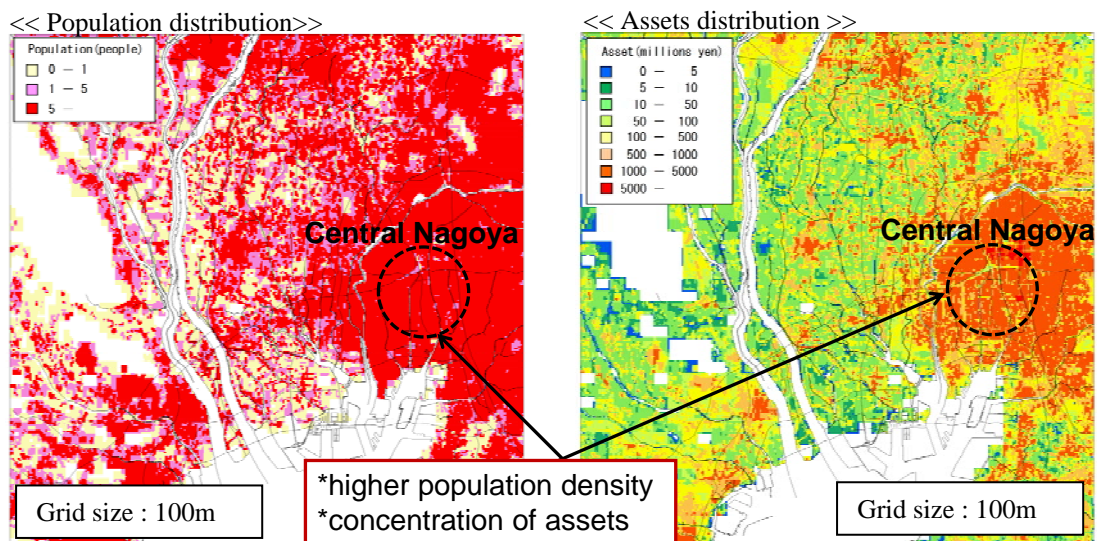 << Population distribution>>
Population(people)
0 － 1
1 － 5
5 －
Central Nagoya
Grid size : 100m
<< Assets distribution >>
Asset(millions yen)
0 － 5
5 － 10
10 － 50
50 － 100
100 － 500
500 － 1000
1000 － 5000
5000 －
Central Nagoya
Grid size : 100m
*higher population density
*concentration of assets